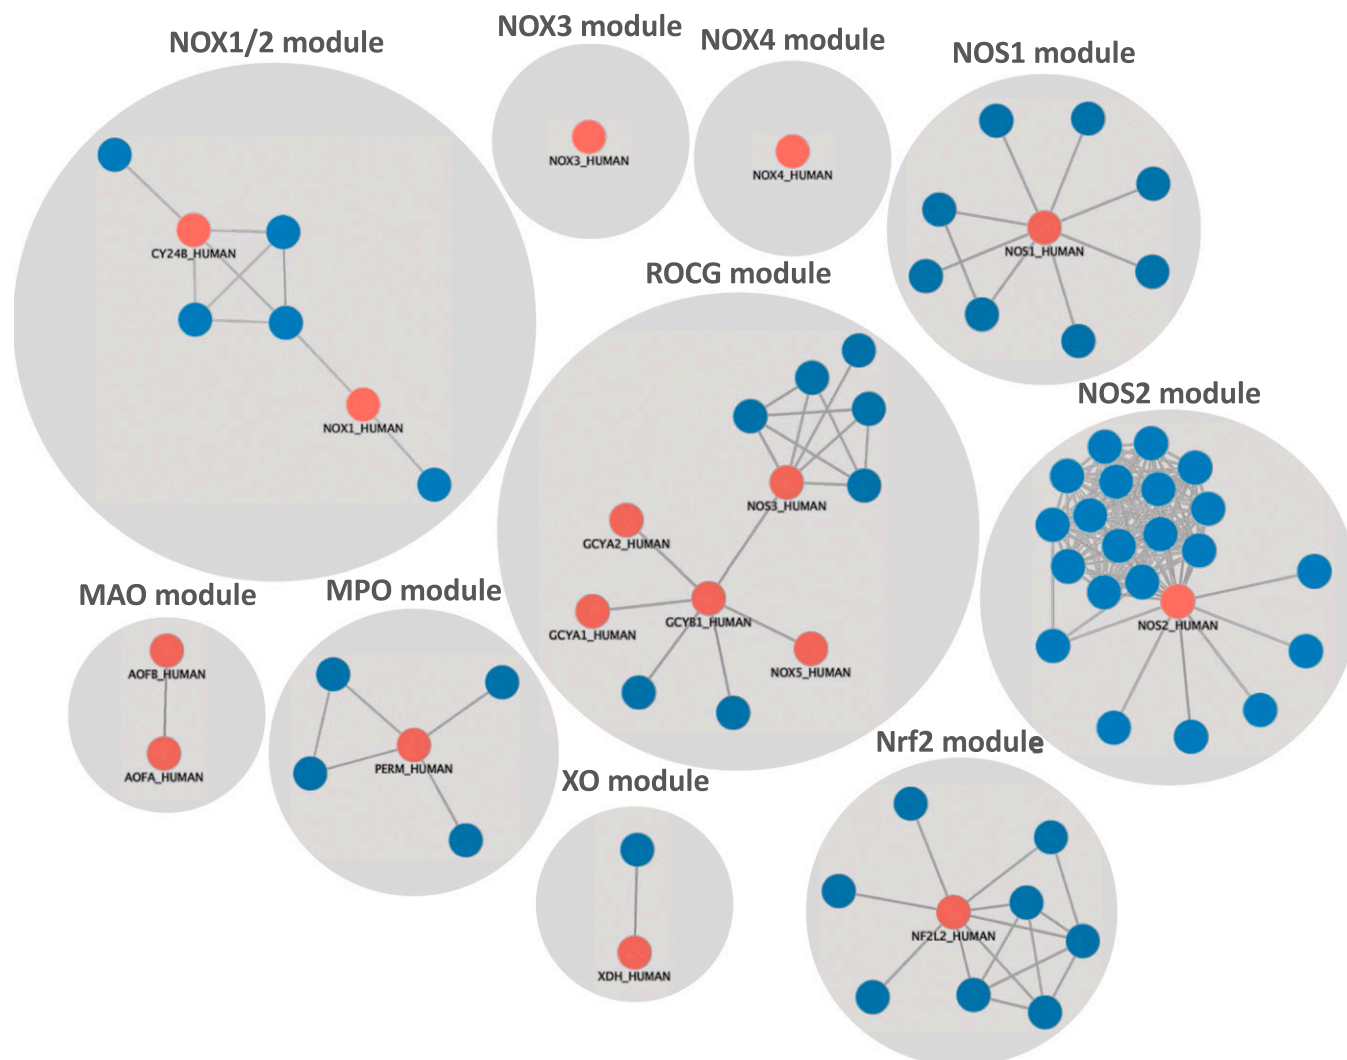 NOX1/2 module
NOX3 module
NOX4 module
NOS1 module
CY24B_HUMAN
NOX1_HUMAN
NOX3_HUMAN
NOX4_HUMAN
NOS1_HUMAN
ROCG module
NOS3_HUMAN
GCYA2_HUMAN
GCYA1_HUMAN
GCYB1_HUMAN
NOX5_HUMAN
NOS2 module
NOS2_HUMAN
MAO module
AOFB_HUMAN
AOFA_HUMAN
MPO module
PERM_HUMAN
XO module
XDH_HUMAN
Nrf2 module
NF2L2_HUMAN